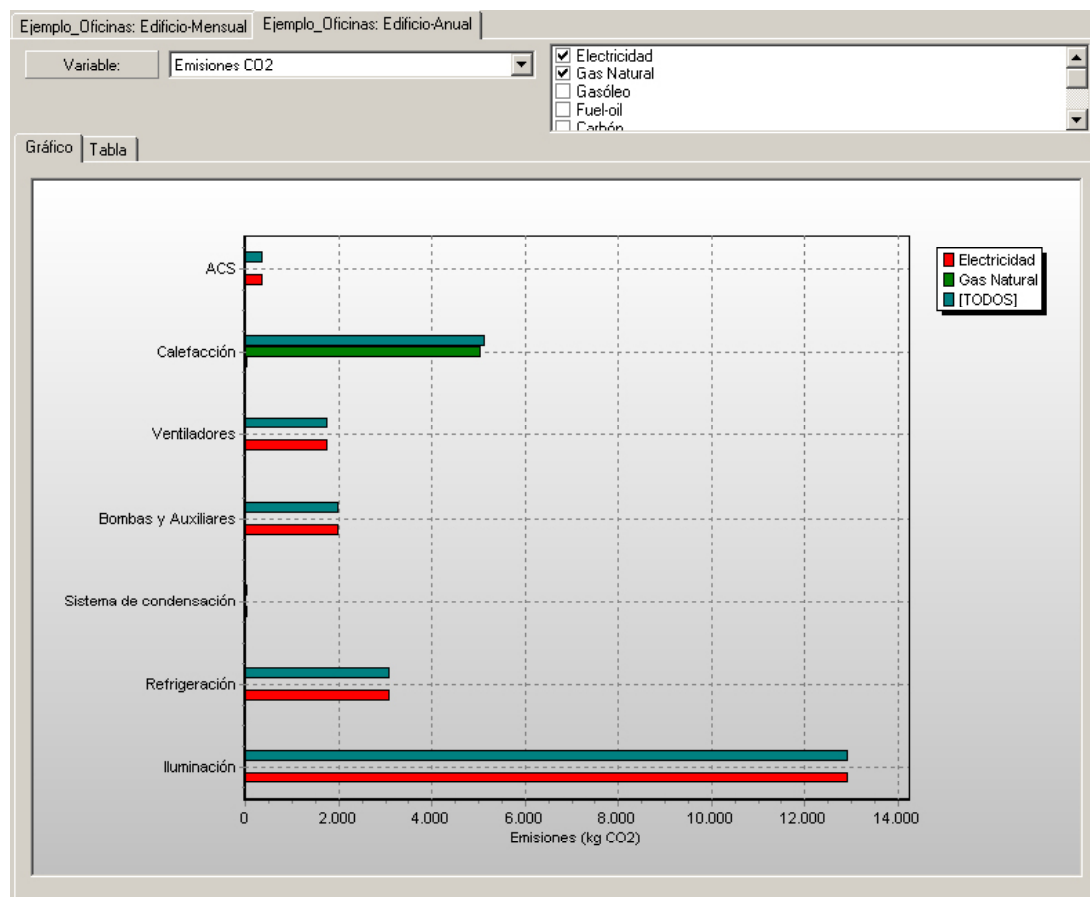 Ejemplo_Oficinas: Edificio-Mensual
Ejemplo_Oficinas: Edificio-Anual
Variable:
Emisiones CO2
Electricidad
Gas Natural
Gasóleo
Fuel-oil
Carbón
Gráfico
Tabla
ACS
Calefacción
Ventiladores
Bombas y Auxiliares
Sistema de condensación
Refrigeración
Iluminación
0 2.000 4.000 6.000 8.000 10.000 12.000 14.000
Emisiones (kg CO2)
Electricidad
Gas Natural
[TODOS]